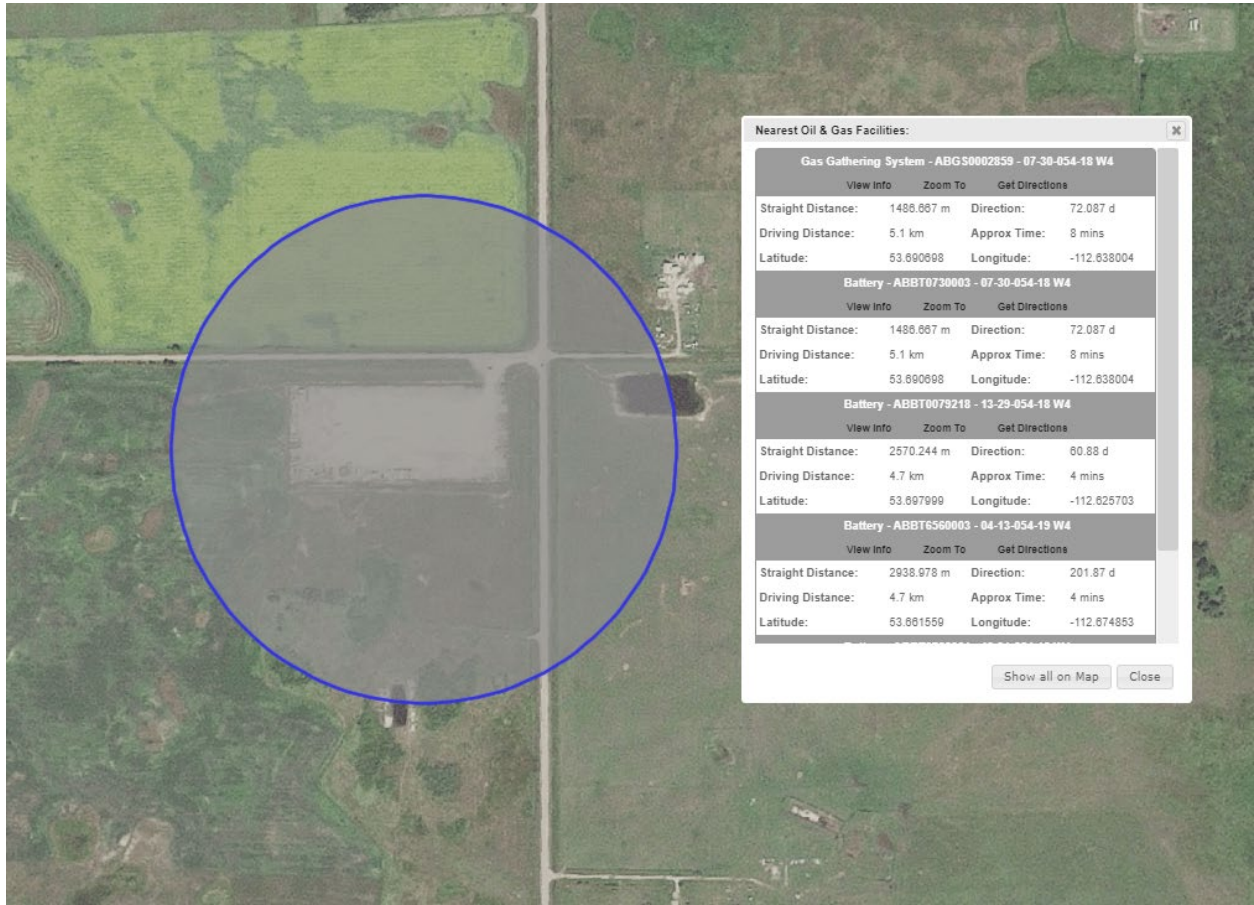 Nearest Oil & Gas Facilities:
Gas Gathering System - ABGS0002859 - 07-30-054-18 W4
View Info Zoom To Get Directions
Straight Distance: 1486.667 m Direction: 72.087 d
Driving Distance: 5.1 km Approx Time: 8 mins
Latitude: 53.690698 Longitude: -112.638004
Battery - ABBT0730003 - 07-30-054-18 W4
View Info Zoom To Get Directions
Straight Distance: 1486.667 m Direction: 72.087 d
Driving Distance: 5.1 km Approx Time: 8 mins
Latitude: 53.690698 Longitude: -112.638004
Battery - ABBT0079218 - 13-29-054-18 W4
View Info Zoom To Get Directions
Straight Distance: 2570.244 m Direction: 60.88 d
Driving Distance: 4.7 km Approx Time: 4 mins
Latitude: 53.697999 Longitude: -112.625703
Battery - ABBT6560003 - 04-13-054-19 W4
View Info Zoom To Get Directions
Straight Distance: 2938.978 m Direction: 201.87 d
Driving Distance: 4.7 km Approx Time: 4 mins
Latitude: 53.661559 Longitude: -112.674853
Show all on Map Close